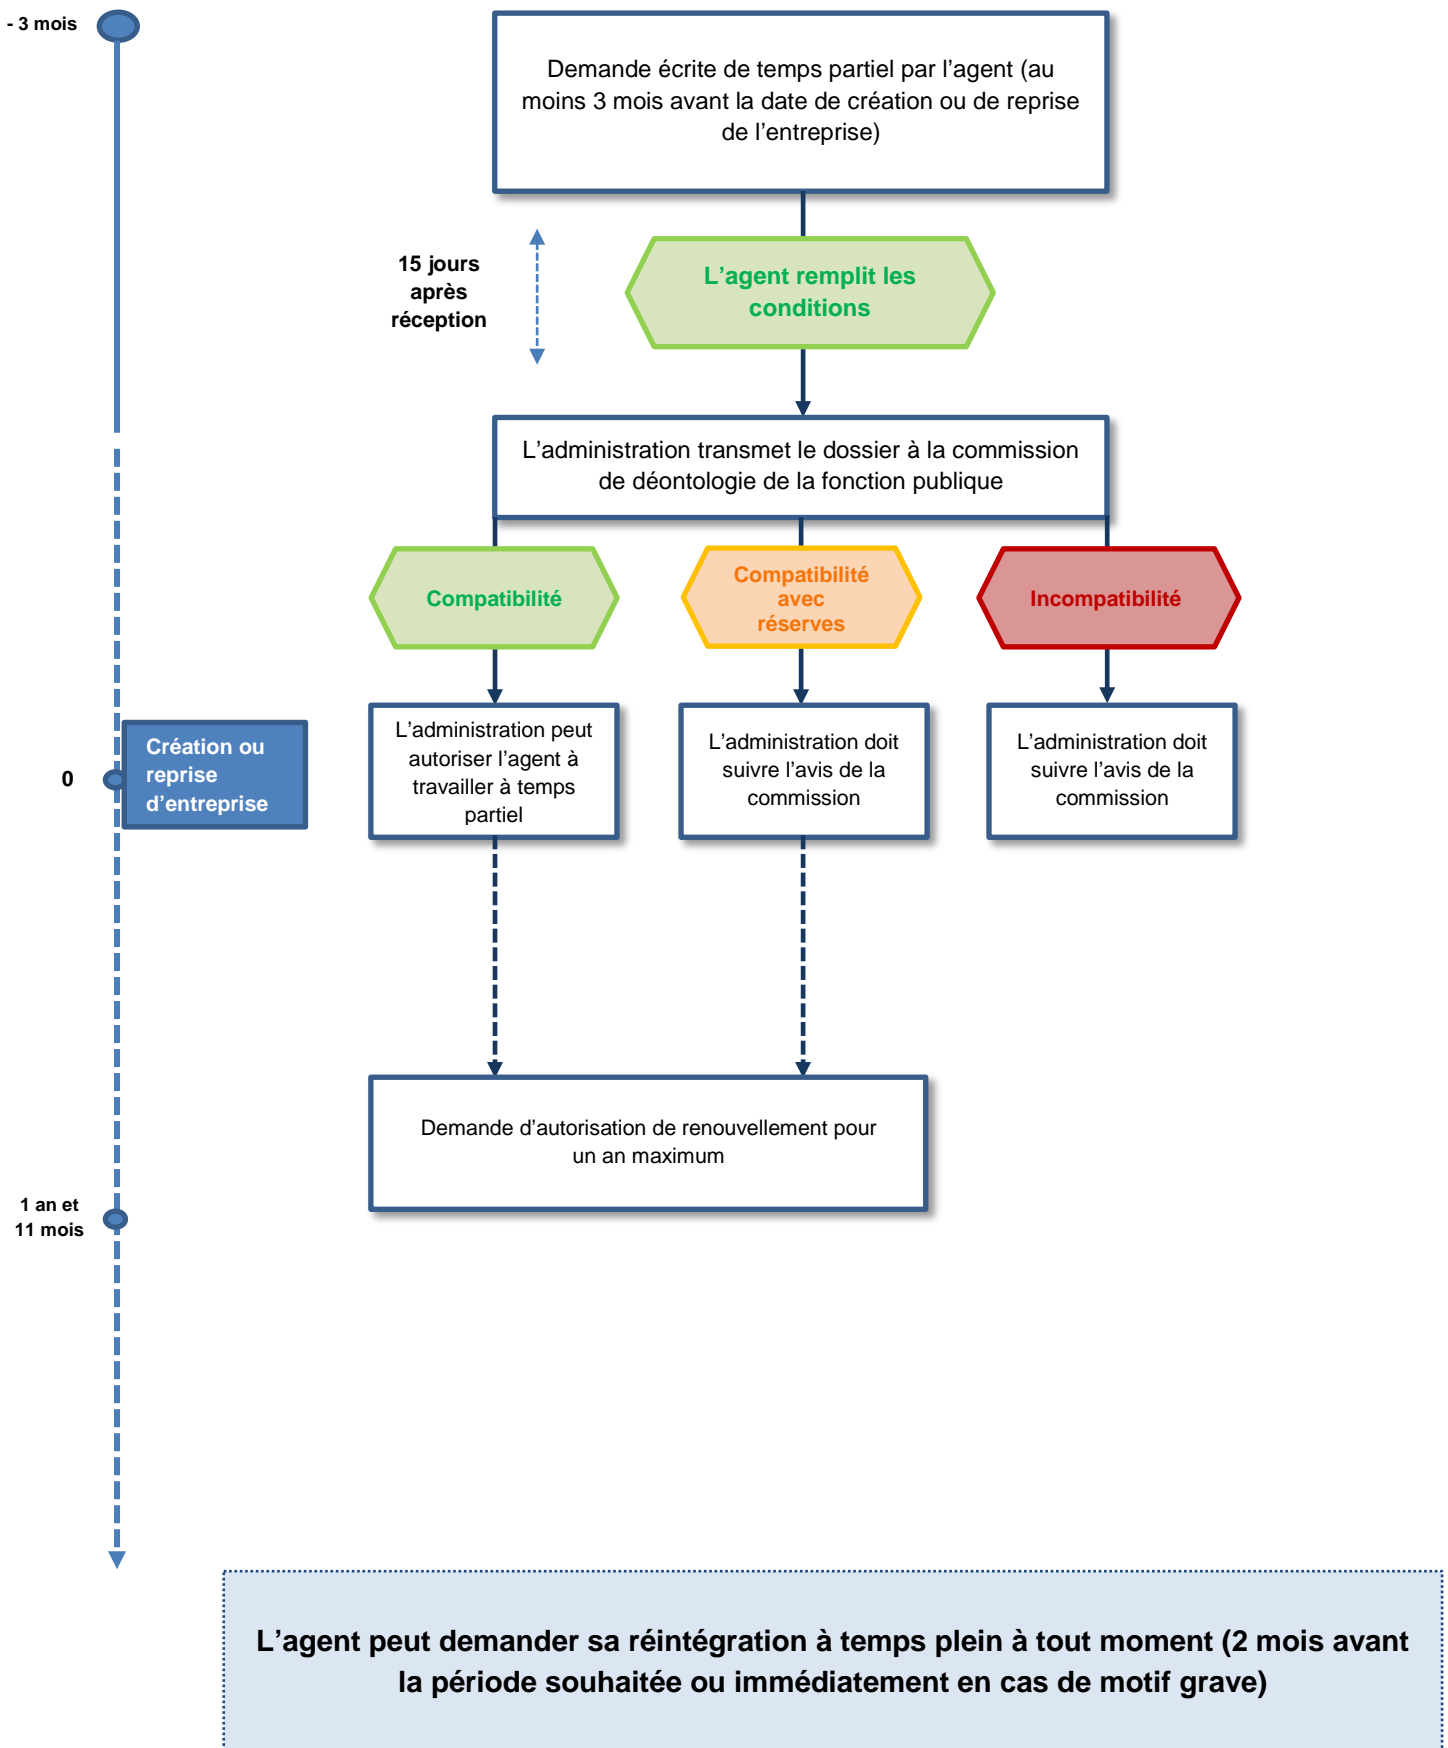 - 3 mois
Demande écrite de temps partiel par l’agent (au
moins 3 mois avant la date de création ou de reprise
de l’entreprise)
15 jours
après
réception
L’agent remplit les
conditions
L’administration transmet le dossier à la commission
de déontologie de la fonction publique
Compatibilité
Compatibilité
avec
réserves
Incompatibilité
L’administration peut
autoriser l’agent à
travailler à temps
partiel
L’administration doit
suivre l’avis de la
commission
L’administration doit
suivre l’avis de la
commission
0
Création ou
reprise
d’entreprise
Demande d’autorisation de renouvellement pour
un an maximum
1 an et
11 mois
L’agent peut demander sa réintégration à temps plein à tout moment (2 mois avant
la période souhaitée ou immédiatement en cas de motif grave)